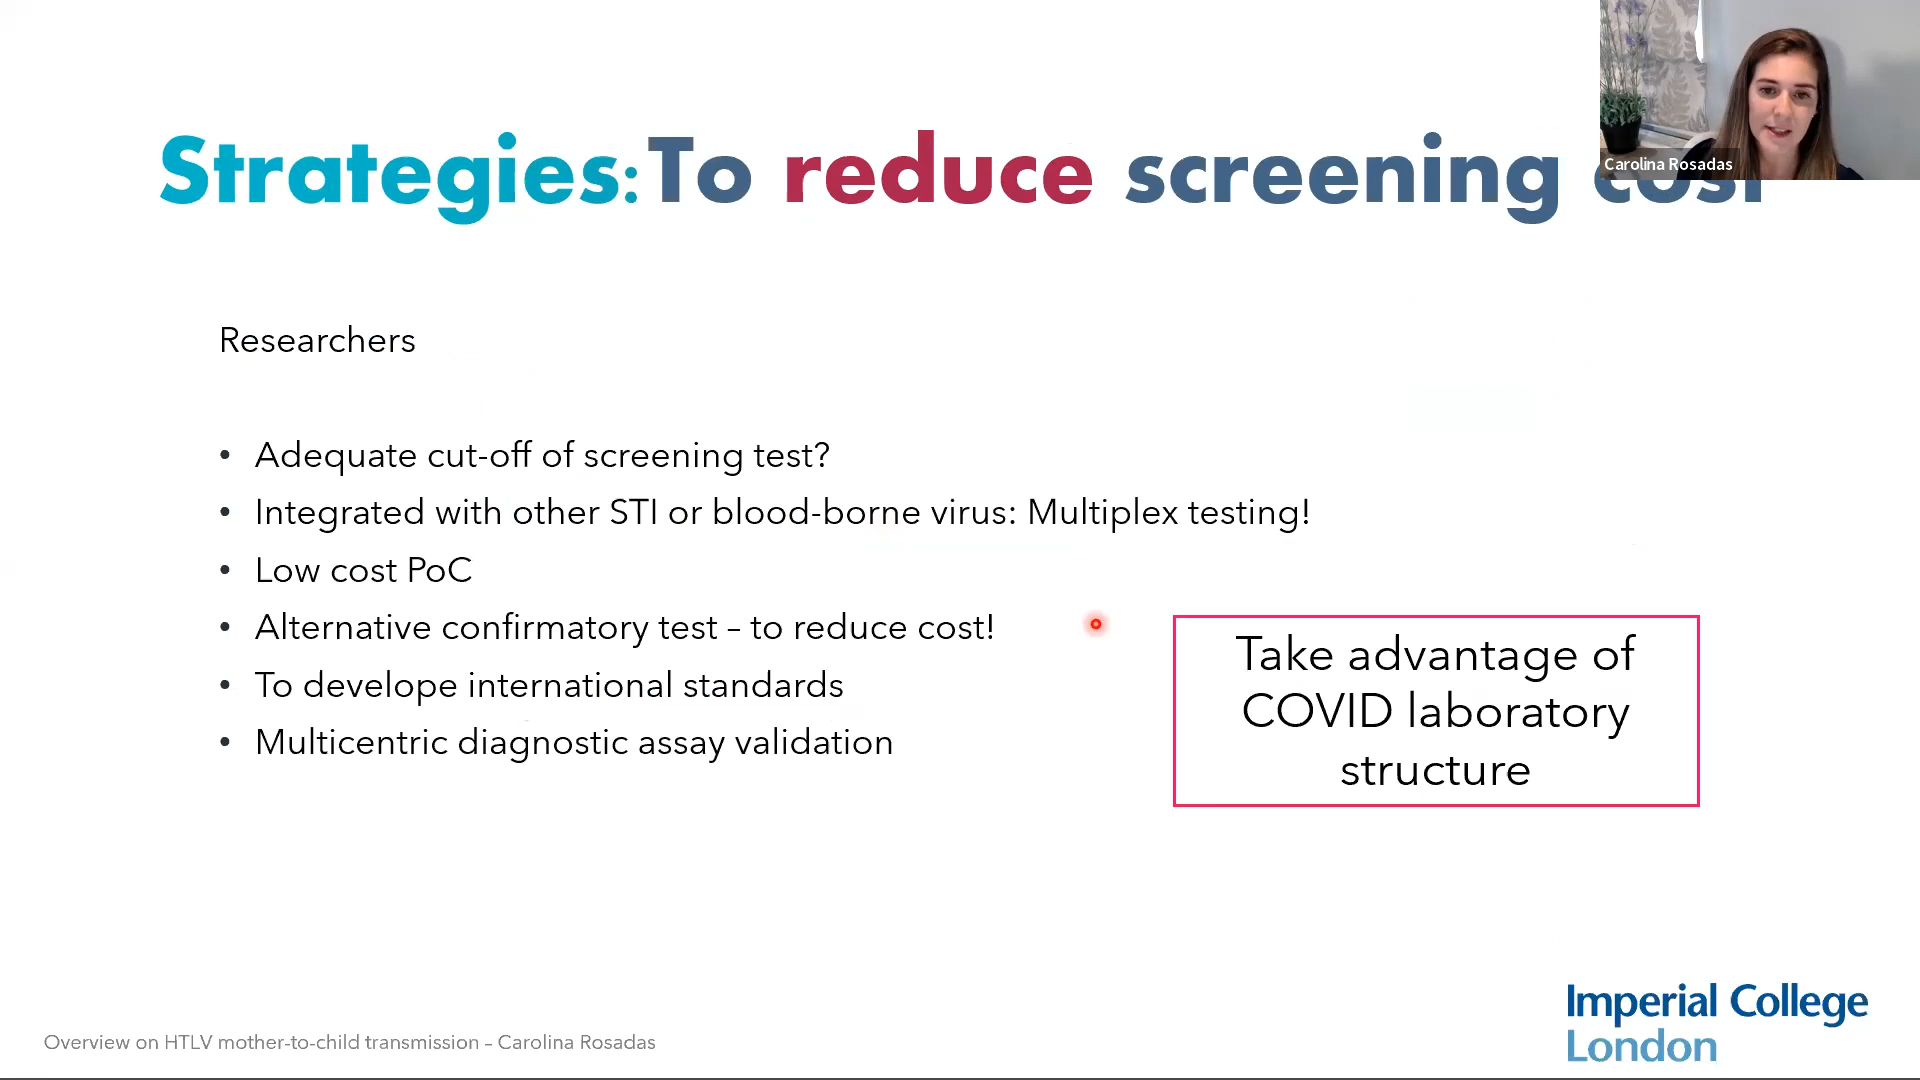 Strategies: To reduce screening cost
Carolina Rosadas
Researchers
• Adequate cut-off of screening test?
• Integrated with other STI or blood-borne virus: Multiplex testing!
• Low cost PoC
• Alternative confirmatory test – to reduce cost!
• To develope international standards
• Multicentric diagnostic assay validation
Take advantage of
COVID laboratory
structure
Overview on HTLV mother-to-child transmission – Carolina Rosadas
Imperial College
London